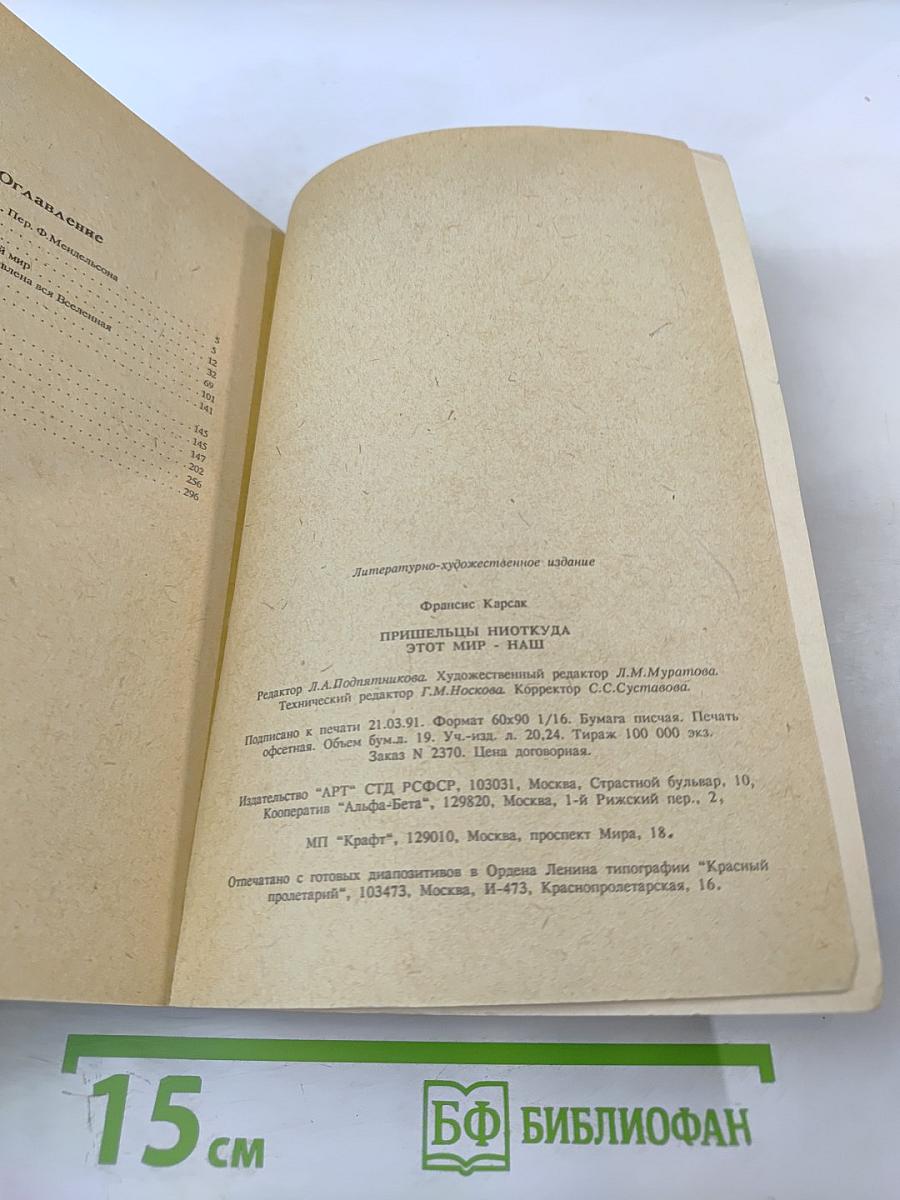 Оглавление
Пер. Ф.Мендельсона
й мир
влена вся Вселенная
5
5
12
32
69
101
141
145
145
147
202
256
296
Литературно-художественное издание
Франсис Карсак
ПРИШЕЛЬЦЫ НИОТКУДА
ЭТОТ МИР - НАШ
Редактор Л.А.Подпятникова. Художественный редактор Л.М.Муратова.
Технический редактор Г.М.Носкова. Корректор С.С.Суставова.
Подписано к печати 21.03.91. Формат 60х90 1/16. Бумага писчая. Печать
офсетная. Объем бум.л. 19. Уч.-изд. л. 20,24. Тираж 100 000 экз.
Заказ N 2370. Цена договорная.
Издательство "АРТ" СТД РСФСР, 103031, Москва, Страстной бульвар, 10,
Кооператив "Альфа-Бета", 129820, Москва, 1-й Рижский пер., 2,
МП "Крафт", 129010, Москва, проспект Мира, 18.
Отпечатано с готовых диапозитивов в Ордена Ленина типографии "Красный
пролетарий", 103473, Москва, И-473, Краснопролетарская, 16.
15 см
БФ БИБЛИОФАН